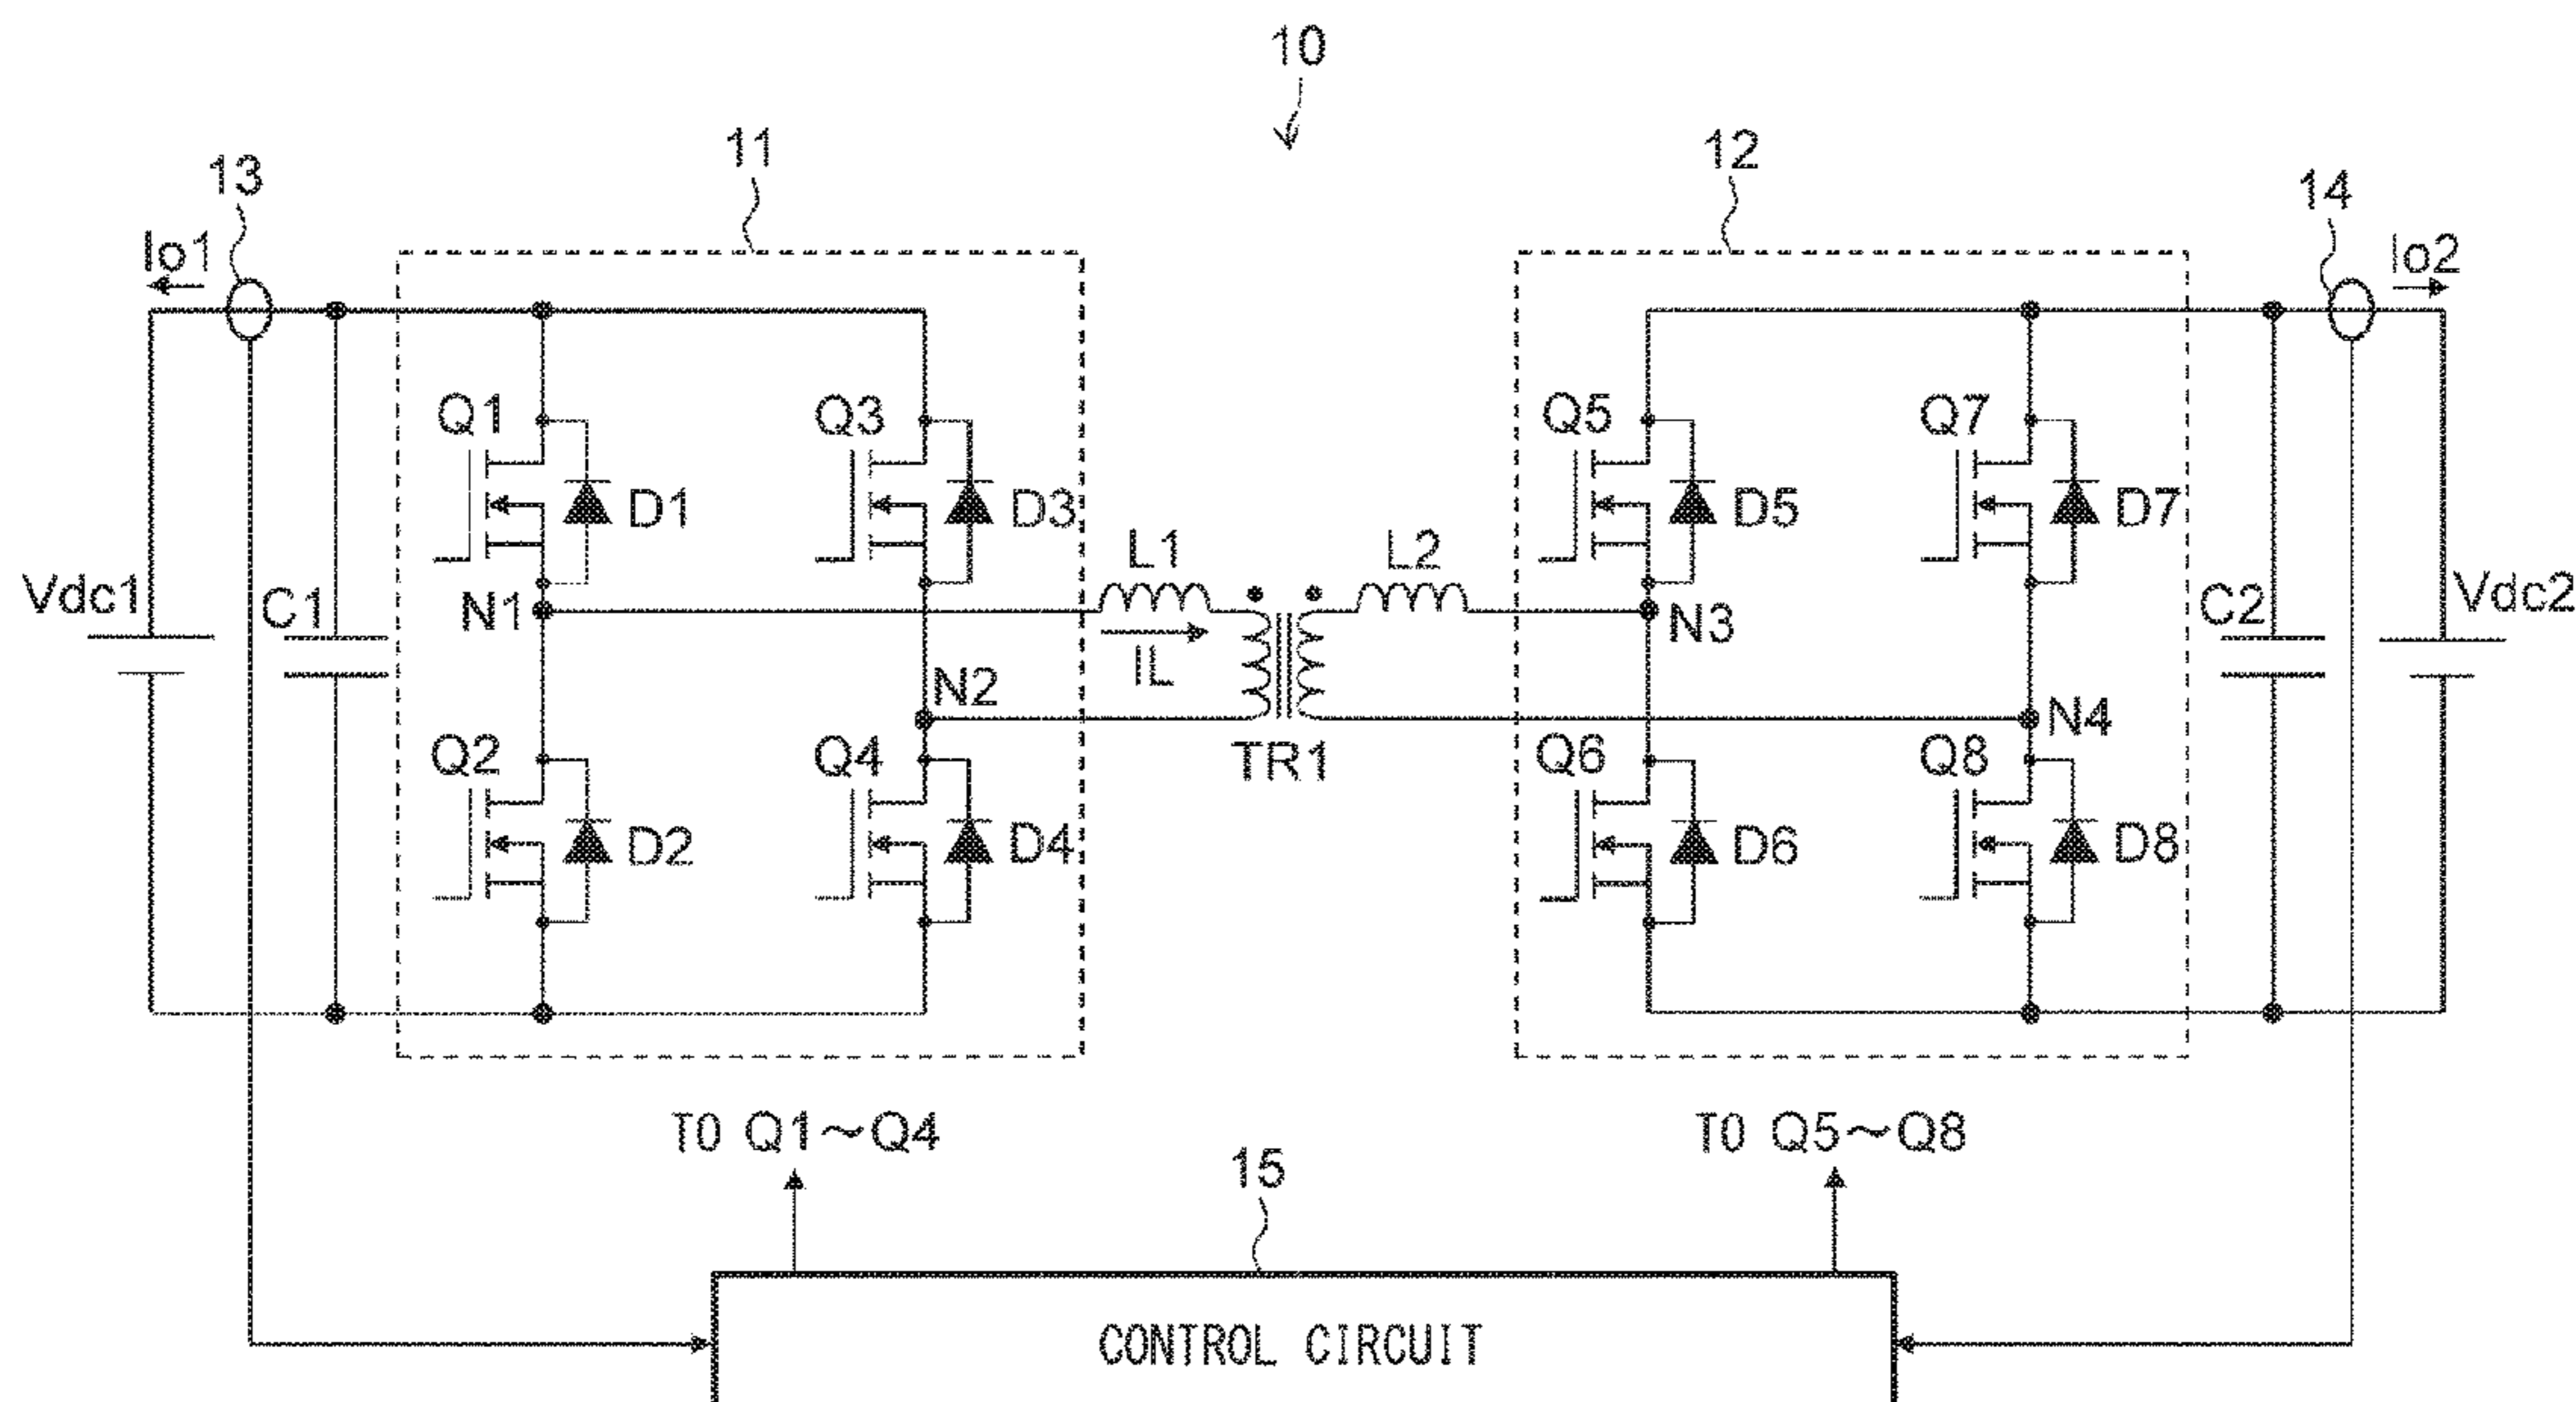 10
11
12
13
14
Io1
Io2
Q1
Q3
Q5
Q7
D1
D3
D5
D7
L1
L2
Vdc1
C1
N1
N3
C2
Vdc2
IL
N2
N4
Q2
Q4
TR1
Q6
Q8
D2
D4
D6
D8
TO Q1～Q4
TO Q5～Q8
15
CONTROL CIRCUIT